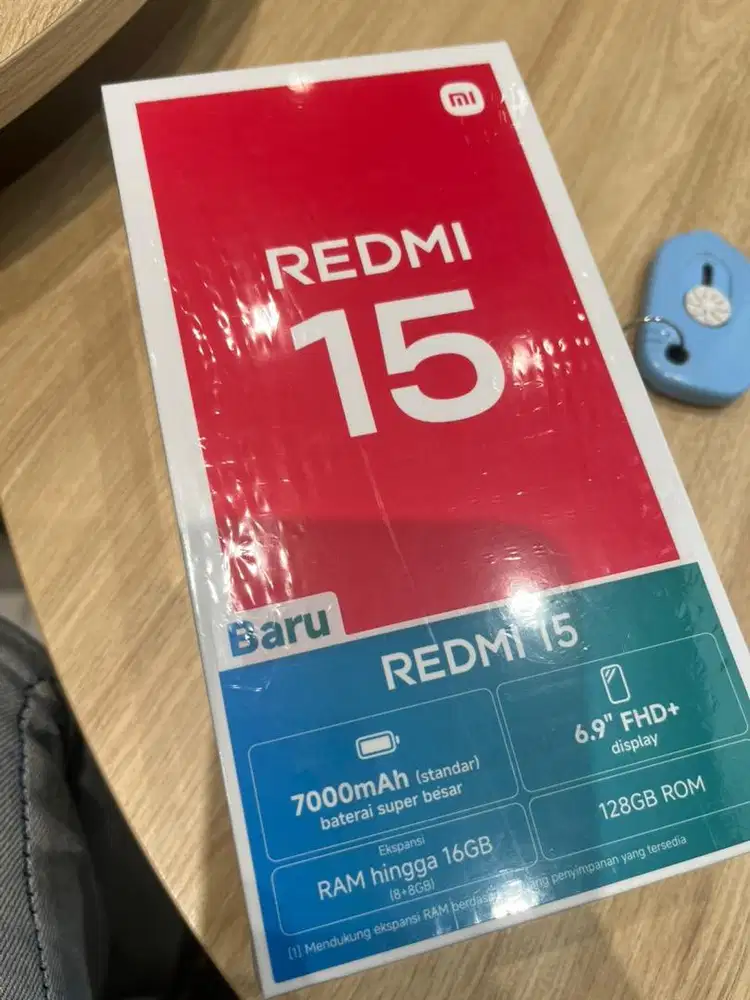 mi
REDMI
15
Baru
REDMI 15
7000mAh (standar)
baterai super besar
6.9" FHD+
display
Ekspansi
RAM hingga 16GB
(8+8GB)
128GB ROM
[1] Mendukung ekspansi RAM penyimpanan yang tersedia